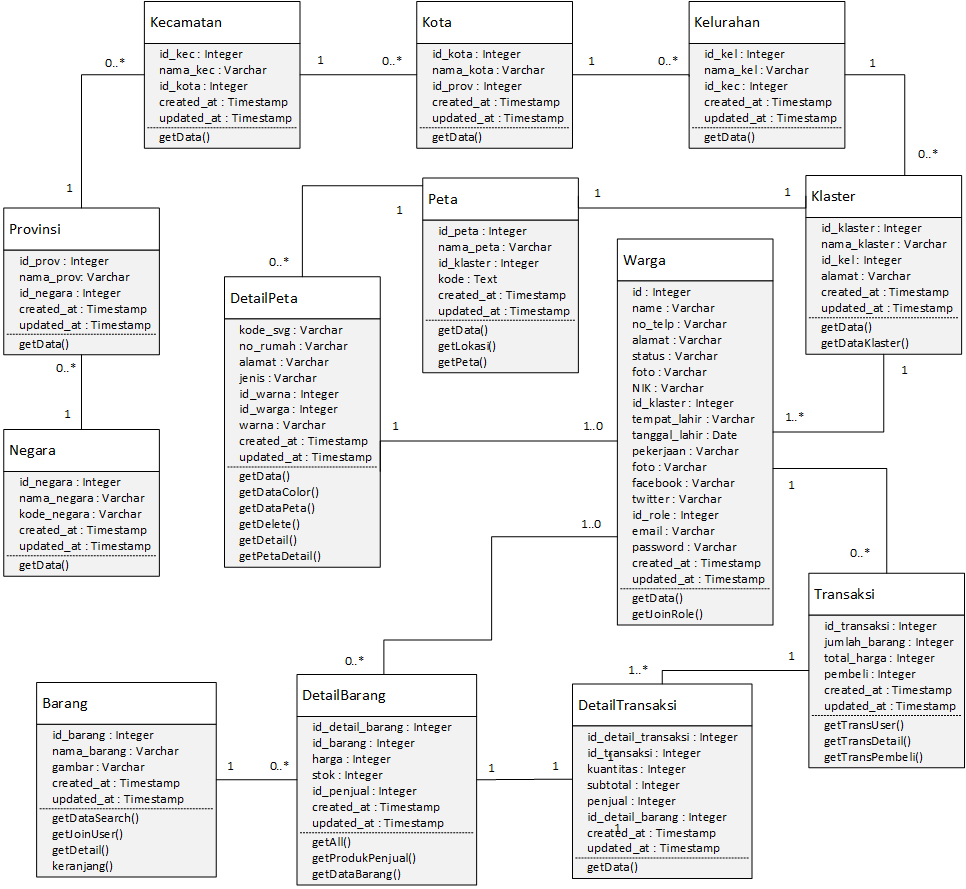 Kecamatan
id_kec : Integer
nama_kec : Varchar
id_kota : Integer
created_at : Timestamp
updated_at : Timestamp
getData()
0..*
1
0..*
Kota
id_kota : Integer
nama_kota : Varchar
id_prov : Integer
created_at : Timestamp
updated_at : Timestamp
getData()
1
0..*
Kelurahan
id_kel : Integer
nama_kel : Varchar
id_kec : Integer
created_at : Timestamp
updated_at : Timestamp
getData()
1
0..*
1
Provinsi
id_prov : Integer
nama_prov: Varchar
id_negara : Integer
created_at : Timestamp
updated_at : Timestamp
getData()
0..*
1
Negara
id_negara : Integer
nama_negara : Varchar
kode_negara : Varchar
created_at : Timestamp
updated_at : Timestamp
getData()
Peta
id_peta : Integer
nama_peta : Varchar
id_klaster : Integer
kode : Text
created_at : Timestamp
updated_at : Timestamp
getData()
getLokasi()
getPeta()
1
0..*
1
1
Klaster
id_klaster : Integer
nama_klaster : Varchar
id_kel : Integer
alamat : Varchar
created_at : Timestamp
updated_at : Timestamp
getData()
getDataKlaster()
1
1..*
DetailPeta
kode_svg : Varchar
no_rumah : Varchar
alamat : Varchar
jenis : Varchar
id_warna : Integer
id_warga : Integer
warna : Varchar
created_at : Timestamp
updated_at : Timestamp
getData()
getDataColor()
getDataPeta()
getDelete()
getDetail()
getPetaDetail()
1
1..0
Warga
id : Integer
name : Varchar
no_telp : Varchar
alamat : Varchar
status : Varchar
foto : Varchar
NIK : Varchar
id_klaster : Integer
tempat_lahir : Varchar
tanggal_lahir : Date
pekerjaan : Varchar
foto : Varchar
facebook : Varchar
twitter : Varchar
id_role : Integer
email : Varchar
password : Varchar
created_at : Timestamp
updated_at : Timestamp
getData()
getJoinRole()
1..0
0..*
1
0..*
Transaksi
id_transaksi : Integer
jumlah_barang : Integer
total_harga : Integer
pembeli : Integer
created_at : Timestamp
updated_at : Timestamp
getTransUser()
getTransDetail()
getTransPembeli()
1
1..*
Barang
id_barang : Integer
nama_barang : Varchar
gambar : Varchar
created_at : Timestamp
updated_at : Timestamp
getDataSearch()
getJoinUser()
getDetail()
keranjang()
1
0..*
DetailBarang
id_detail_barang : Integer
id_barang : Integer
harga : Integer
stok : Integer
id_penjual : Integer
created_at : Timestamp
updated_at : Timestamp
getAll()
getProdukPenjual()
getDataBarang()
1
1
DetailTransaksi
id_detail_transaksi : Integer
id_transaksi : Integer
kuantitas : Integer
subtotal : Integer
penjual : Integer
id_detail_barang : Integer
created_at : Timestamp
updated_at : Timestamp
getData()
1
1